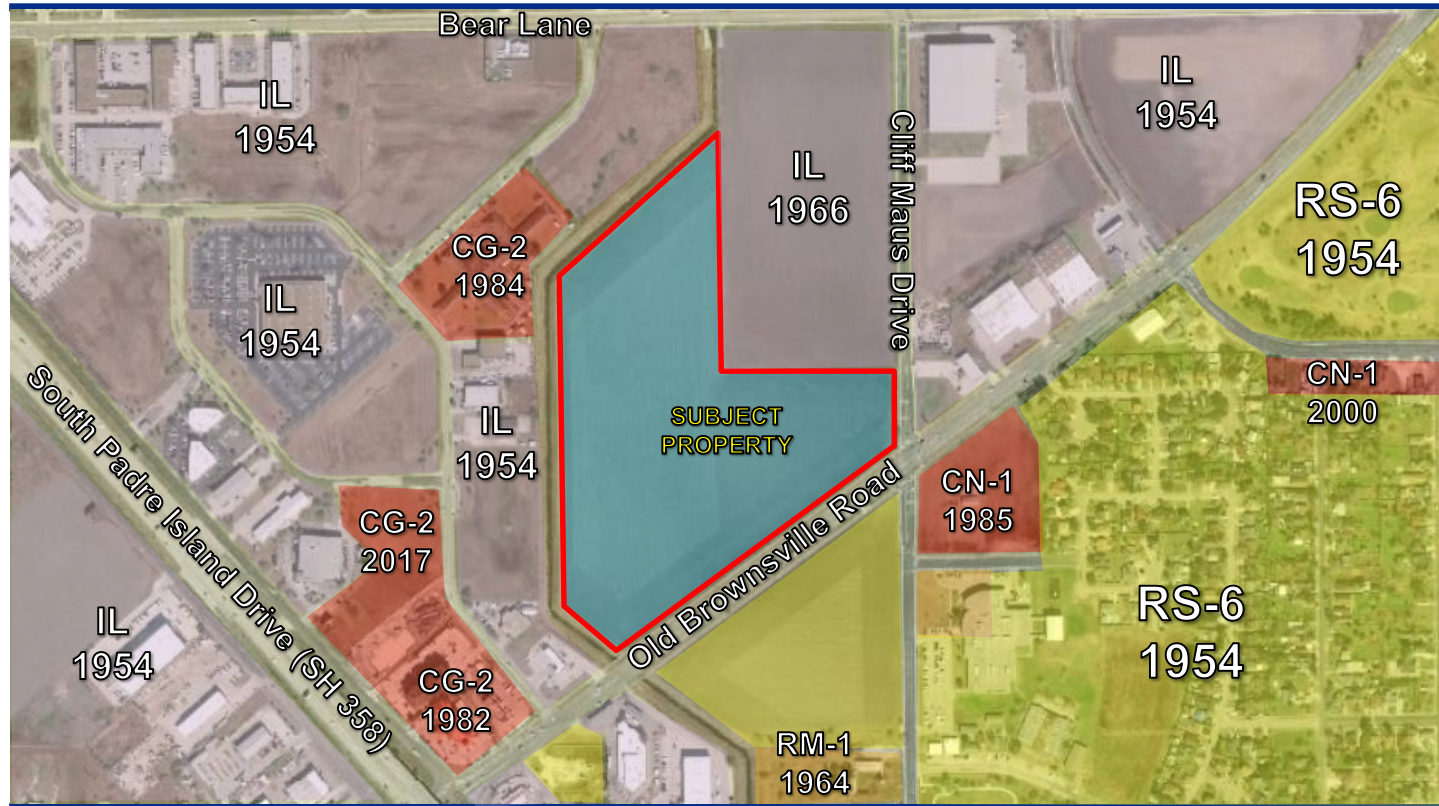 Bear Lane
IL
1954
IL
1954
Cliff Maus Drive
IL
1966
RS-6
1954
CG-2
1984
IL
1954
South Padre Island Drive (SH 358)
CN-1
2000
SUBJECT
PROPERTY
IL
1954
Old Brownsville Road
CN-1
1985
CG-2
2017
RS-6
1954
IL
1954
CG-2
1982
RM-1
1964